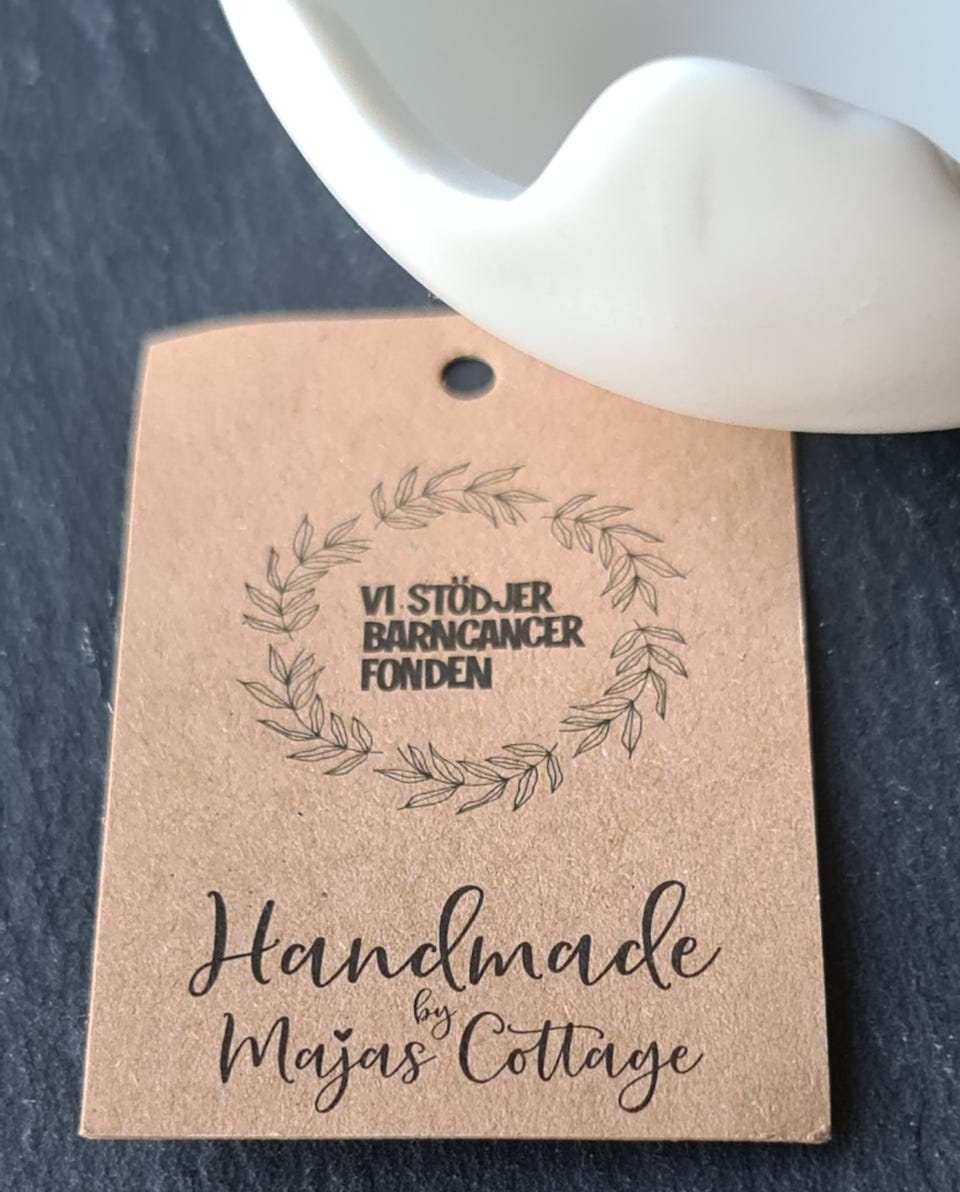 VI STÖDJER
BARNCANCER
FONDEN
Handmade
by
Majas Cottage